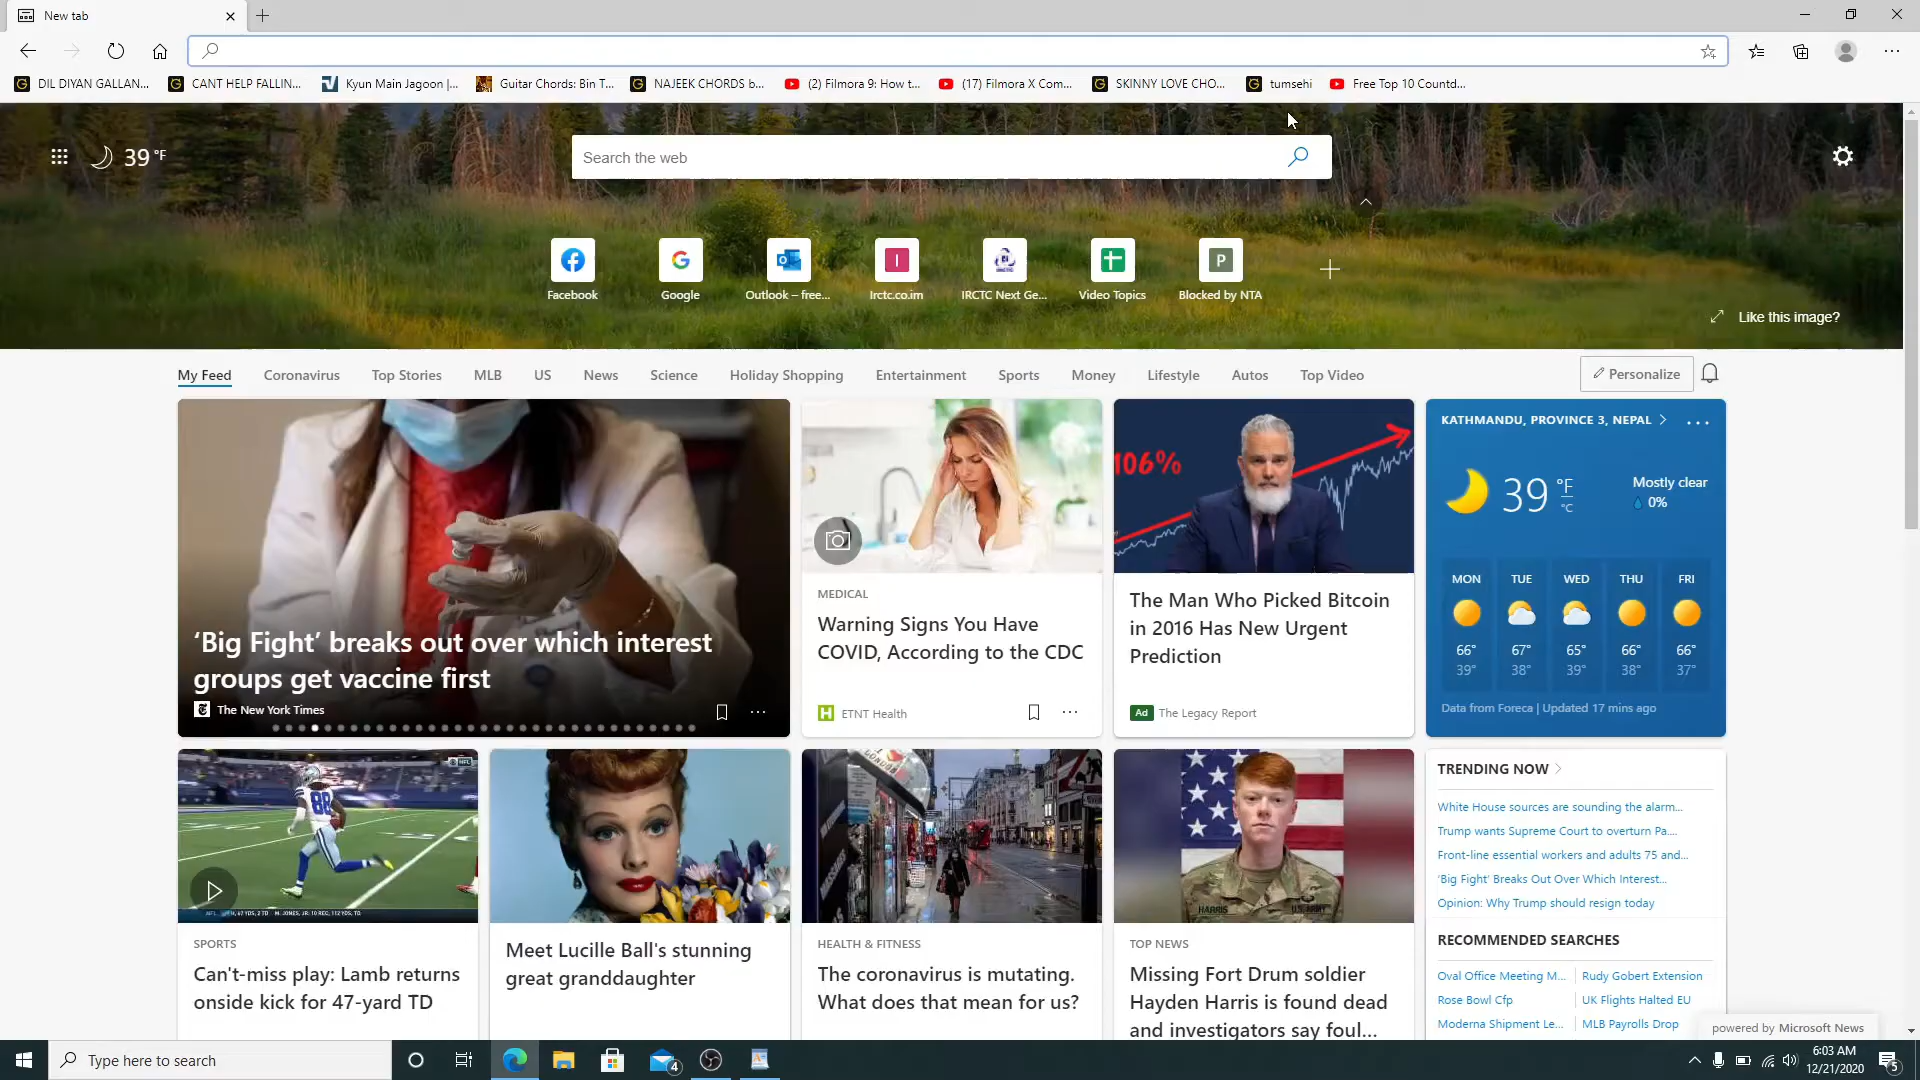 New tab
DIL DIYAN GALLAN...
CANT HELP FALLIN...
Kyun Main Jagoon |...
Guitar Chords: Bin T...
NAJEEK CHORDS b...
(2) Filmora 9: How t...
(17) Filmora X Com...
SKINNY LOVE CHO...
tumsehi
Free Top 10 Countd...
39 °F
Search the web
Facebook
Google
Outlook – free...
Irctc.co.im
IRCTC Next Ge...
Video Topics
Blocked by NTA
I
P
Like this image?
My Feed
Coronavirus
Top Stories
MLB
US
News
Science
Holiday Shopping
Entertainment
Sports
Money
Lifestyle
Autos
Top Video
Personalize
‘Big Fight’ breaks out over which interest
groups get vaccine first
The New York Times
MEDICAL
Warning Signs You Have
COVID, According to the CDC
ETNT Health
106%
The Man Who Picked Bitcoin
in 2016 Has New Urgent
Prediction
Ad The Legacy Report
KATHMANDU, PROVINCE 3, NEPAL
39 °F
°C
Mostly clear
0%
MON TUE WED THU FRI
66° 67° 65° 66° 66°
39° 38° 39° 38° 37°
Data from Foreca | Updated 17 mins ago
88
NFL
SPORTS
Can't-miss play: Lamb returns
onside kick for 47-yard TD
Meet Lucille Ball's stunning
great granddaughter
HEALTH & FITNESS
The coronavirus is mutating.
What does that mean for us?
HARRIS
U.S. ARMY
TOP NEWS
Missing Fort Drum soldier
Hayden Harris is found dead
and investigators say foul...
TRENDING NOW
White House sources are sounding the alarm...
Trump wants Supreme Court to overturn Pa....
Front-line essential workers and adults 75 and...
‘Big Fight’ Breaks Out Over Which Interest...
Opinion: Why Trump should resign today
RECOMMENDED SEARCHES
Oval Office Meeting M... Rudy Gobert Extension
Rose Bowl Cfp UK Flights Halted EU
Moderna Shipment Le... MLB Payrolls Drop
powered by Microsoft News
Type here to search
4
6:03 AM
12/21/2020
5